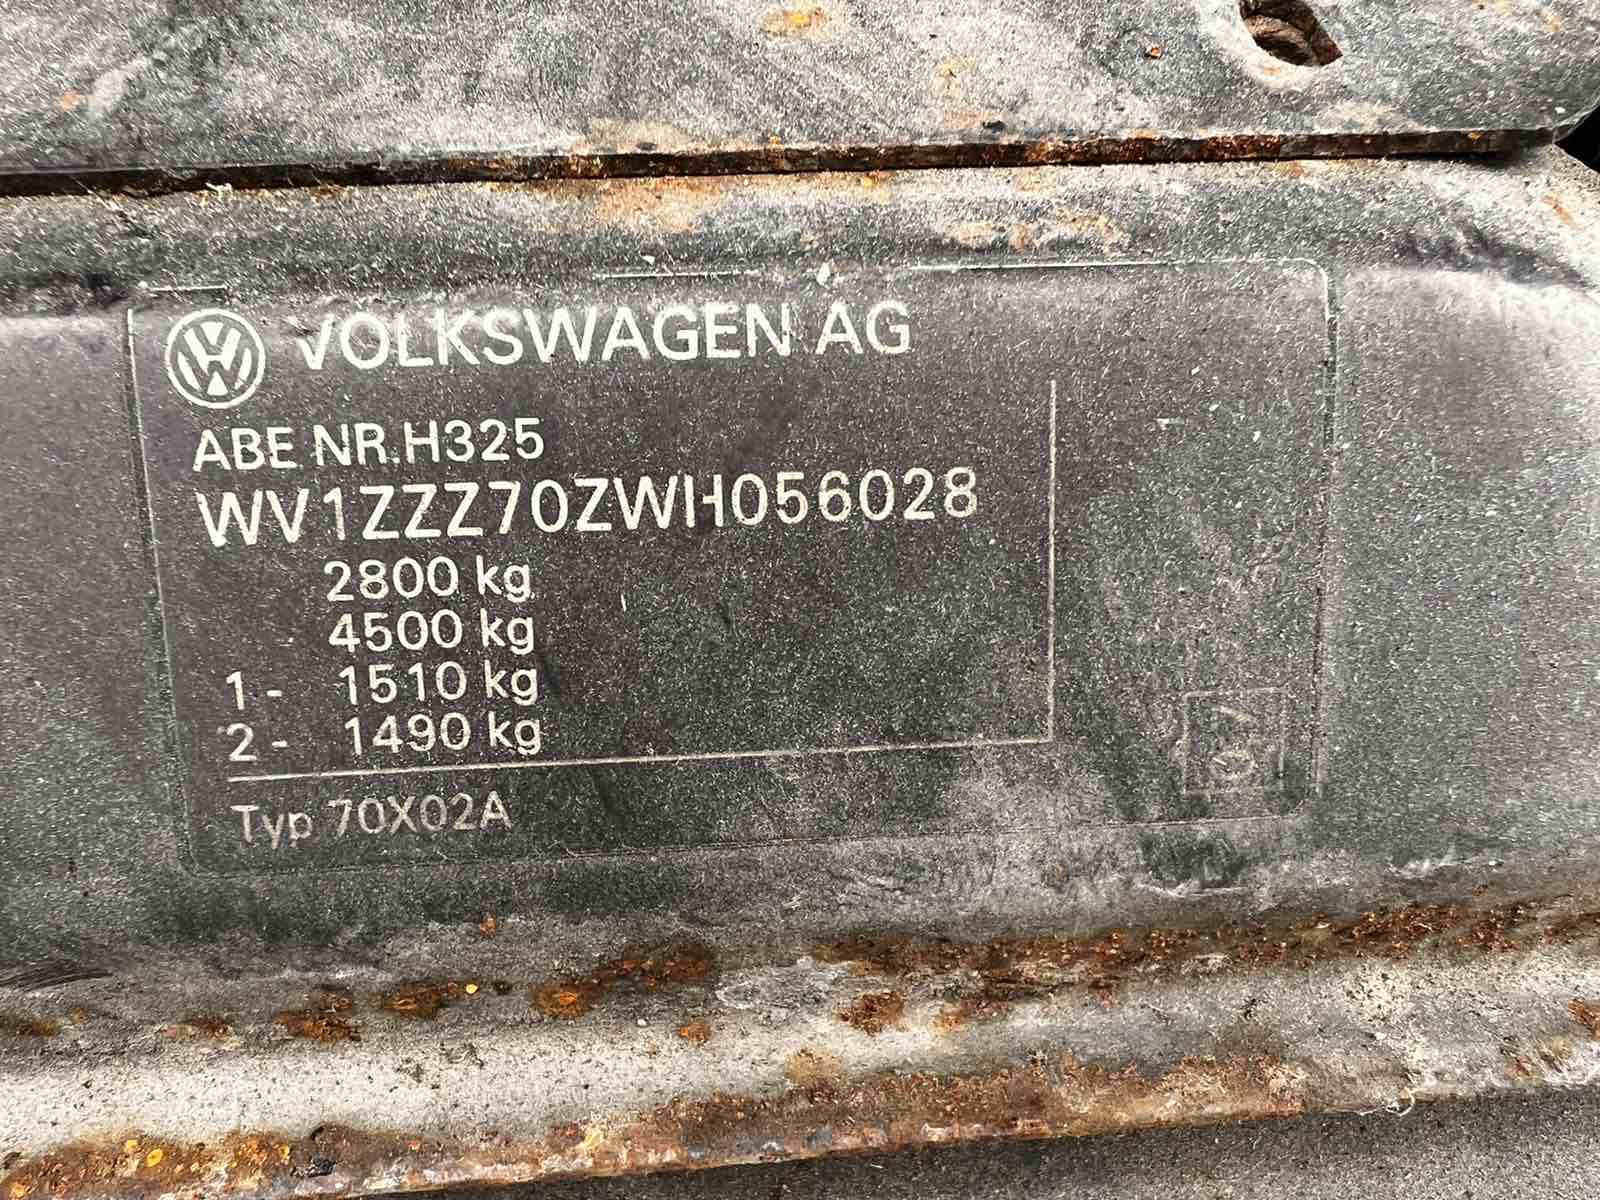 VOLKSWAGEN AG
ABE NR.H325
WV1ZZZ70ZWH056028
2800 kg
4500 kg
1- 1510 kg
2- 1490 kg
Typ 70X02A